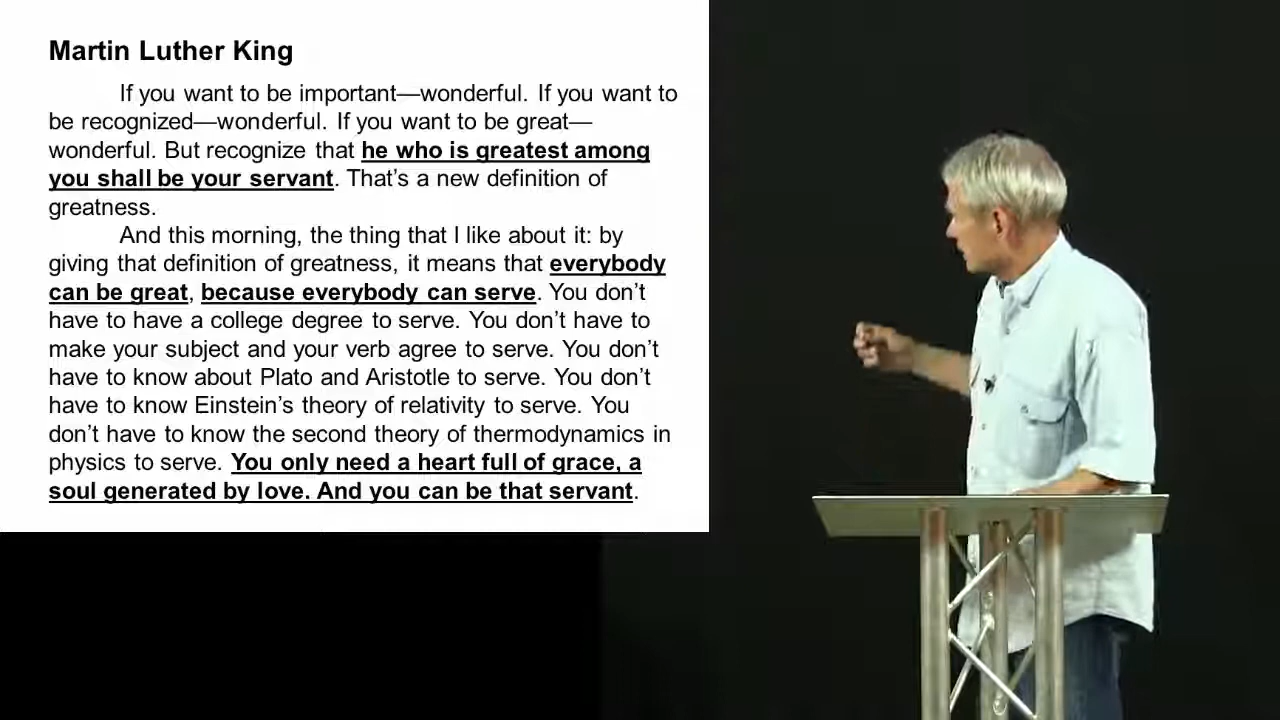 Martin Luther King
If you want to be important—wonderful. If you want to
be recognized—wonderful. If you want to be great—
wonderful. But recognize that he who is greatest among
you shall be your servant. That’s a new definition of
greatness.
And this morning, the thing that I like about it: by
giving that definition of greatness, it means that everybody
can be great, because everybody can serve. You don’t
have to have a college degree to serve. You don’t have to
make your subject and your verb agree to serve. You don’t
have to know about Plato and Aristotle to serve. You don’t
have to know Einstein’s theory of relativity to serve. You
don’t have to know the second theory of thermodynamics in
physics to serve. You only need a heart full of grace, a
soul generated by love. And you can be that servant.